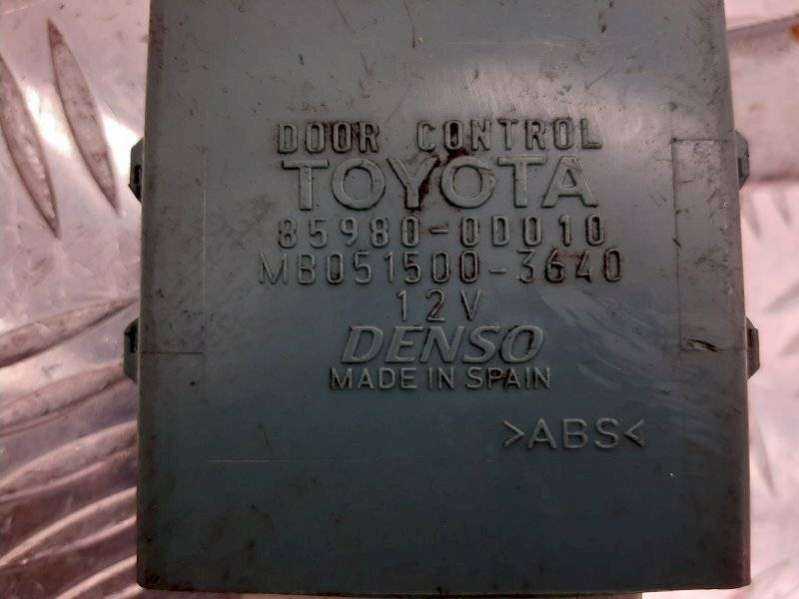 DOOR CONTROL
TOYOTA
85980-0D010
MB051500-3640
12V
DENSO
MADE IN SPAIN
>ABS<